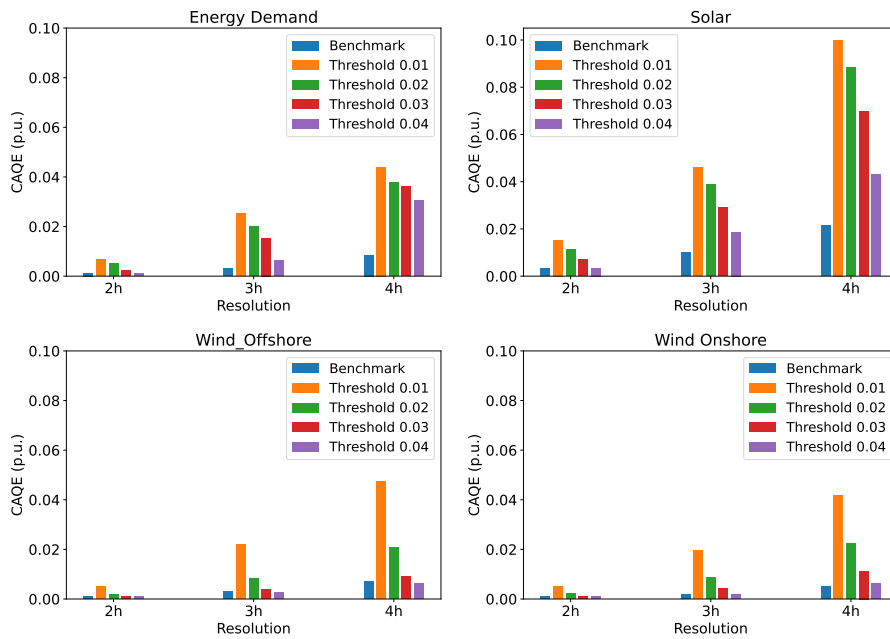 Energy Demand
0.10
0.08
0.06
0.04
0.02
0.00
CAQE (p.u.)
Benchmark
Threshold 0.01
Threshold 0.02
Threshold 0.03
Threshold 0.04
2h
3h
4h
Resolution
Solar
0.10
0.08
0.06
0.04
0.02
0.00
CAQE (p.u.)
Benchmark
Threshold 0.01
Threshold 0.02
Threshold 0.03
Threshold 0.04
2h
3h
4h
Resolution
Wind_Offshore
0.10
0.08
0.06
0.04
0.02
0.00
CAQE (p.u.)
Benchmark
Threshold 0.01
Threshold 0.02
Threshold 0.03
Threshold 0.04
2h
3h
4h
Resolution
Wind Onshore
0.10
0.08
0.06
0.04
0.02
0.00
CAQE (p.u.)
Benchmark
Threshold 0.01
Threshold 0.02
Threshold 0.03
Threshold 0.04
2h
3h
4h
Resolution